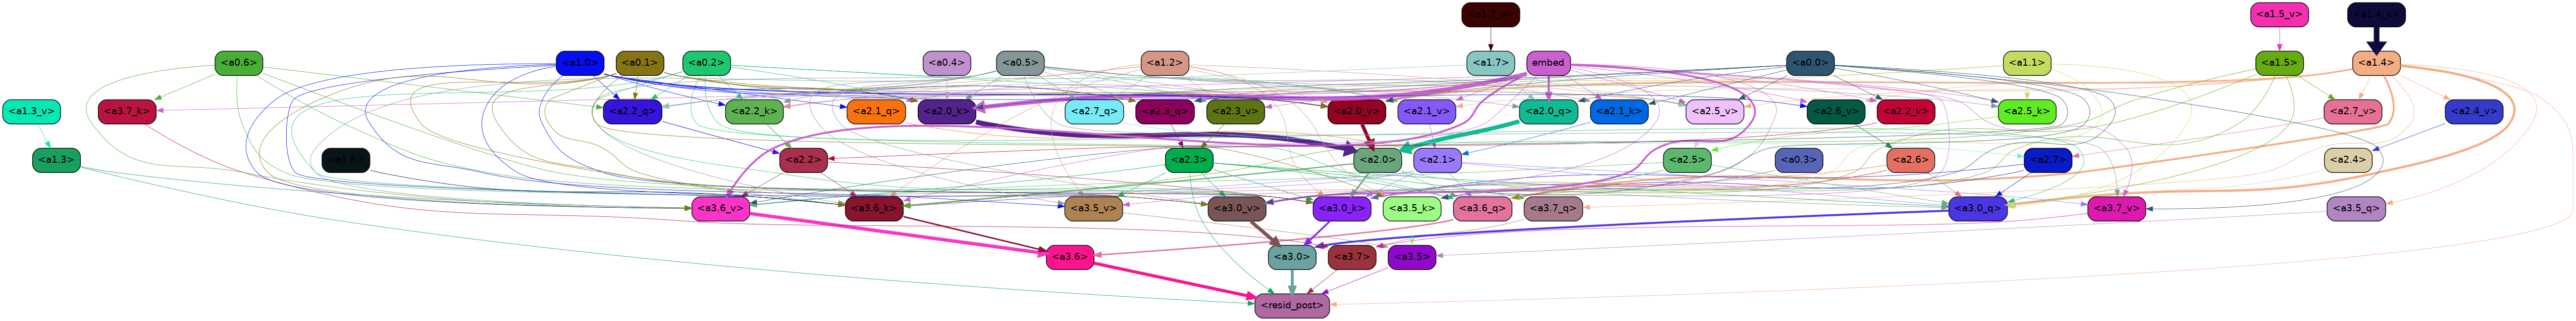 <a1.7_v> <a1.5_v> <a1.4_v>
<a0.6> <a1.0> <a0.1> <a0.2> <a0.4> <a0.5> <a1.2> <a1.7> embed <a0.0> <a1.1> <a1.5> <a1.4>
<a1.3_v> <a3.7_k> <a2.2_q> <a2.2_k> <a2.1_q> <a2.0_k> <a2.7_q> <a2.3_q> <a2.3_v> <a2.0_v> <a2.1_v> <a2.0_q> <a2.1_k> <a2.5_v> <a2.6_v> <a2.2_v> <a2.5_k> <a2.7_v> <a2.4_v>
<a1.3> <a1.6> <a2.2> <a2.3> <a2.0> <a2.1> <a2.5> <a0.3> <a2.6> <a2.7> <a2.4>
<a3.6_v> <a3.6_k> <a3.5_v> <a3.0_v> <a3.0_k> <a3.5_k> <a3.6_q> <a3.7_q> <a3.0_q> <a3.7_v> <a3.5_q>
<a3.6> <a3.0> <a3.7> <a3.5>
<resid_post>